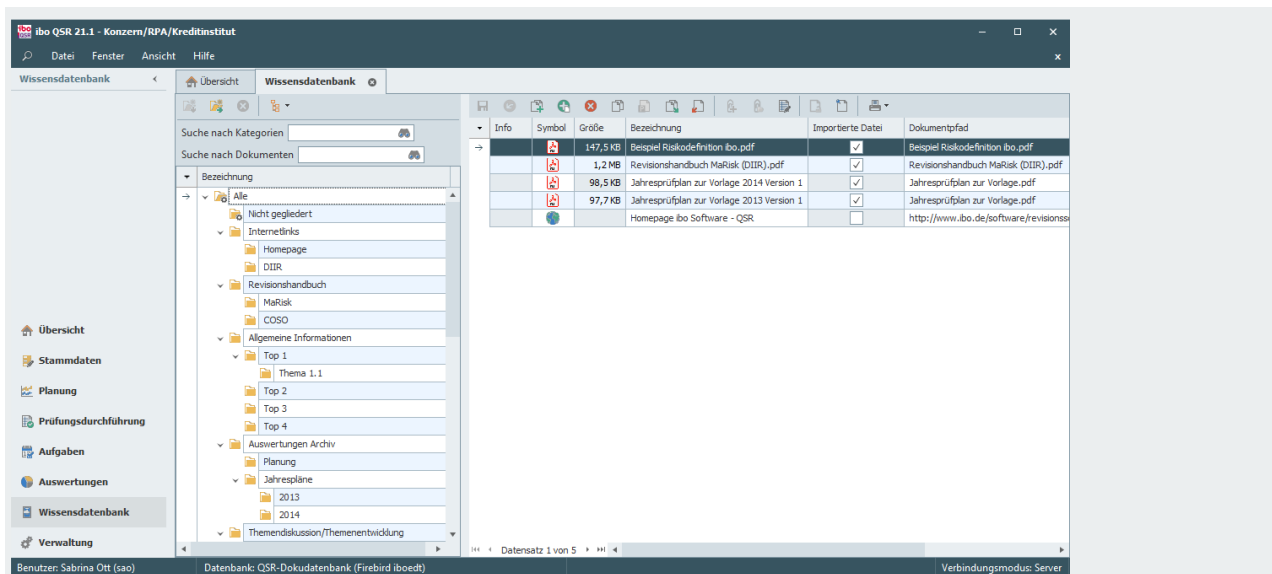 ibo QSR 21.1 - Konzern/RPA/Kreditinstitut
Datei Fenster Ansicht Hilfe
Wissensdatenbank
Übersicht
Stammdaten
Planung
Prüfungsdurchführung
Aufgaben
Auswertungen
Wissensdatenbank
Verwaltung
Übersicht Wissensdatenbank
Suche nach Kategorien
Suche nach Dokumenten
Bezeichnung
Alle
Nicht gegliedert
Internetlinks
Homepage
DIIR
Revisionshandbuch
MaRisk
COSO
Allgemeine Informationen
Top 1
Thema 1.1
Top 2
Top 3
Top 4
Auswertungen Archiv
Planung
Jahrespläne
2013
2014
Themendiskussion/Themenentwicklung
Info Symbol Größe Bezeichnung Importierte Datei Dokumentpfad
147,5 KB Beispiel Riskodefinition ibo.pdf Beispiel Riskodefinition ibo.pdf
1,2 MB Revisionshandbuch MaRisk (DIIR).pdf Revisionshandbuch MaRisk (DIIR).pdf
98,5 KB Jahresprüfplan zur Vorlage 2014 Version 1 Jahresprüfplan zur Vorlage.pdf
97,7 KB Jahresprüfplan zur Vorlage 2013 Version 1 Jahresprüfplan zur Vorlage.pdf
Homepage ibo Software - QSR http://www.ibo.de/software/revisionss
Datensatz 1 von 5
Benutzer: Sabrina Ott (sao) Datenbank: QSR-Dokudatenbank (Firebird iboedt) Verbindungsmodus: Server